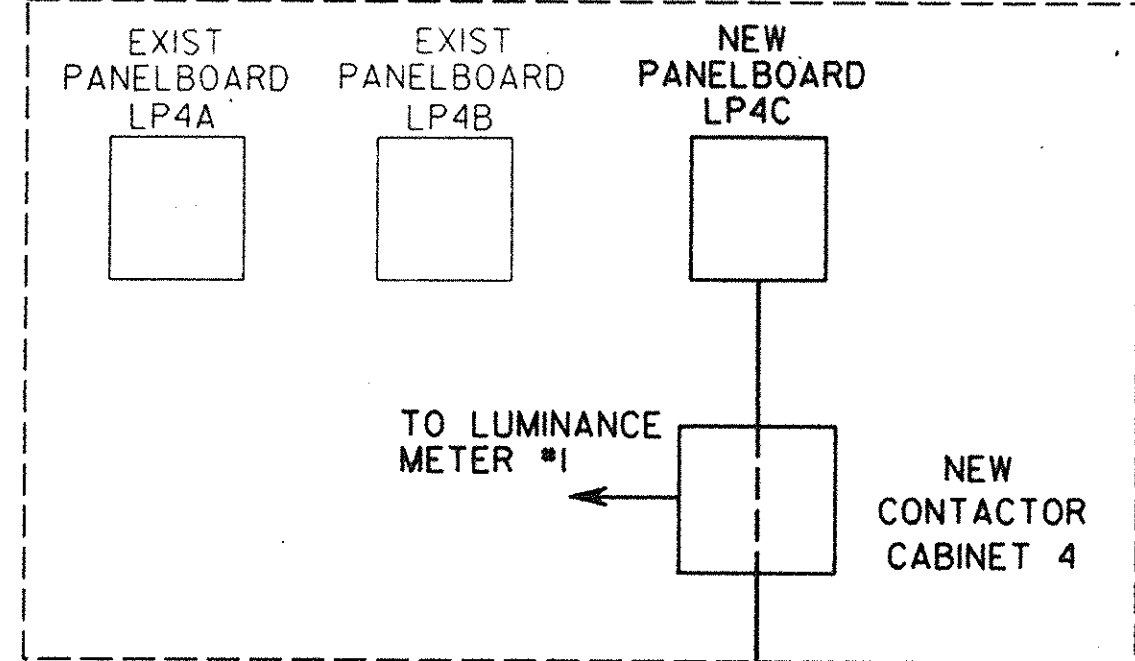 EXIST
PANELBOARD
LP4A
EXIST
PANELBOARD
LP4B
NEW
PANELBOARD
LP4C
TO LUMINANCE
METER #1
NEW
CONTACTOR
CABINET 4